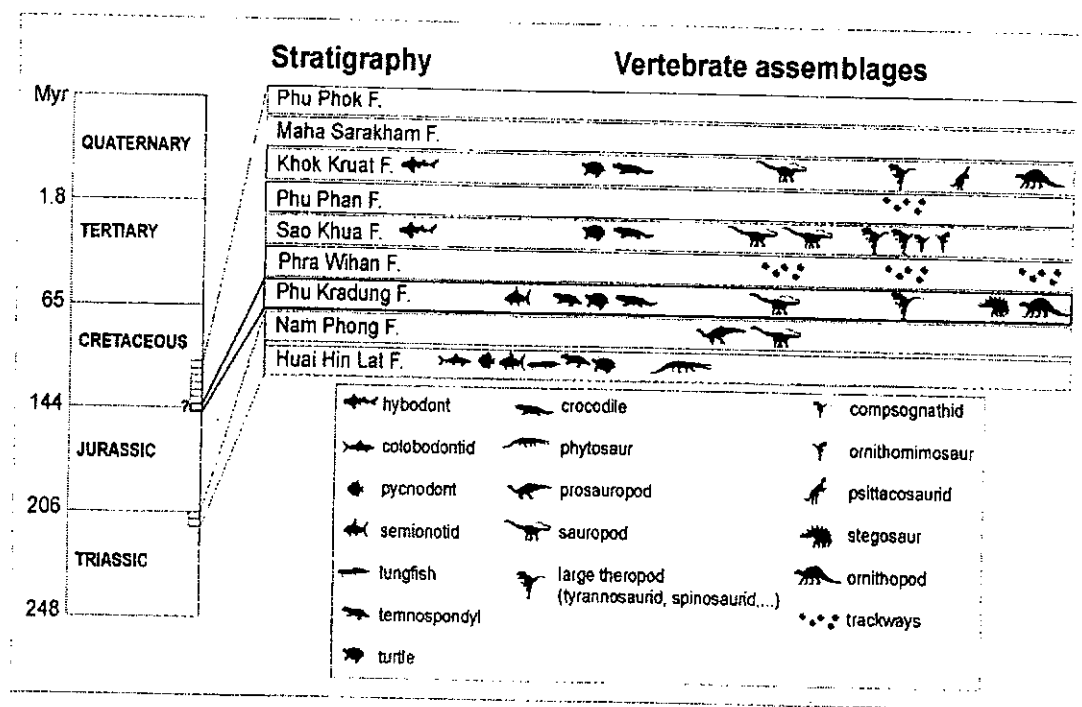 Stratigraphy
Vertebrate assemblages
Myr
QUATERNARY
1.8
TERTIARY
65
CRETACEOUS
?
144
JURASSIC
206
TRIASSIC
248
Phu Phok F.
Maha Sarakham F.
Khok Kruat F.
Phu Phan F.
Sao Khua F.
Phra Wihan F.
Phu Kradung F.
Nam Phong F.
Huai Hin Lat F.
hybodont
colobodontid
pycnodont
semionotid
lungfish
temnospondyl
turtle
crocodile
phytosaur
prosauropod
sauropod
large theropod
(tyrannosaurid, spinosaurid,...)
compsognathid
ornithomimosaur
psittacosaurid
stegosaur
ornithopod
trackways